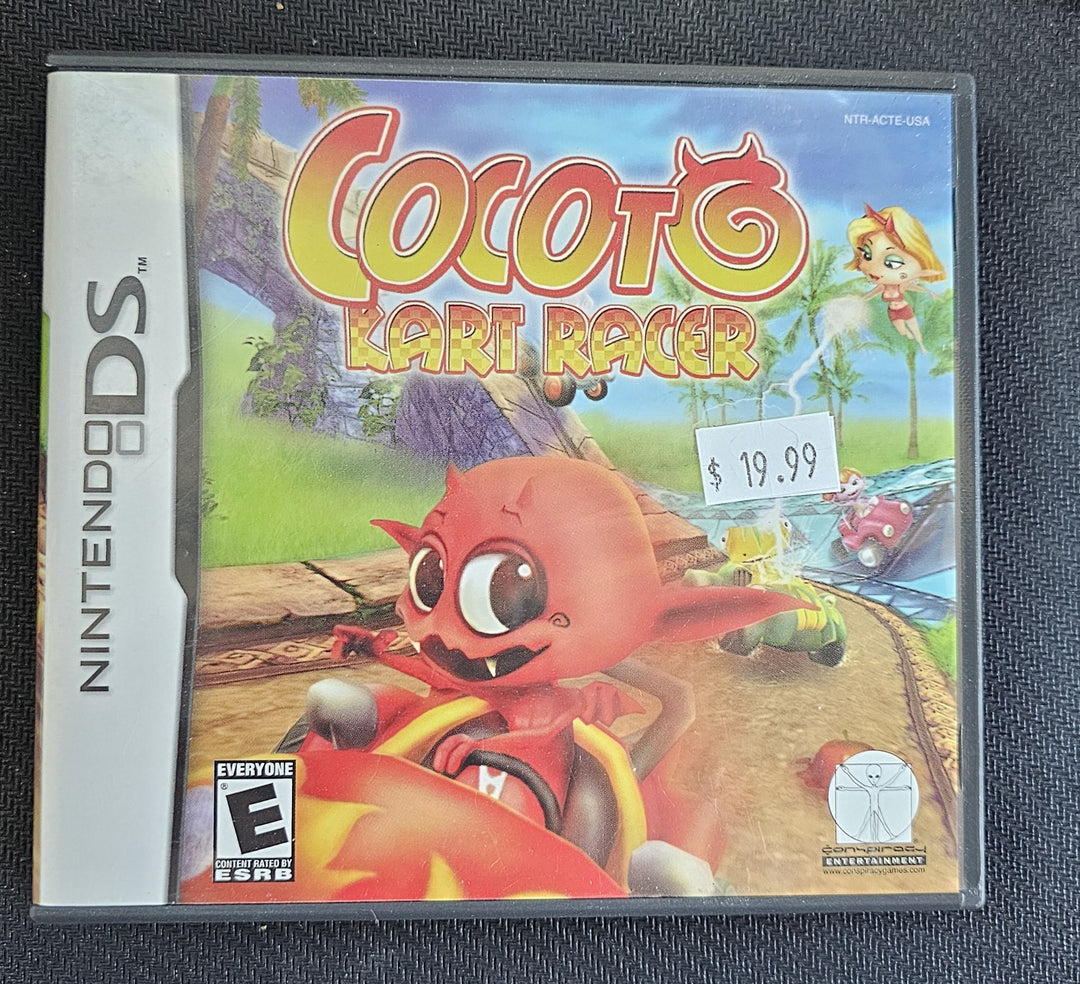 NTR-ACTE-USA
COCOTO
KART RACER
$ 19.99
NINTENDO DS™
EVERYONE
E
®
CONTENT RATED BY
ESRB
conspiracy
ENTERTAINMENT
www.conspiracygames.com